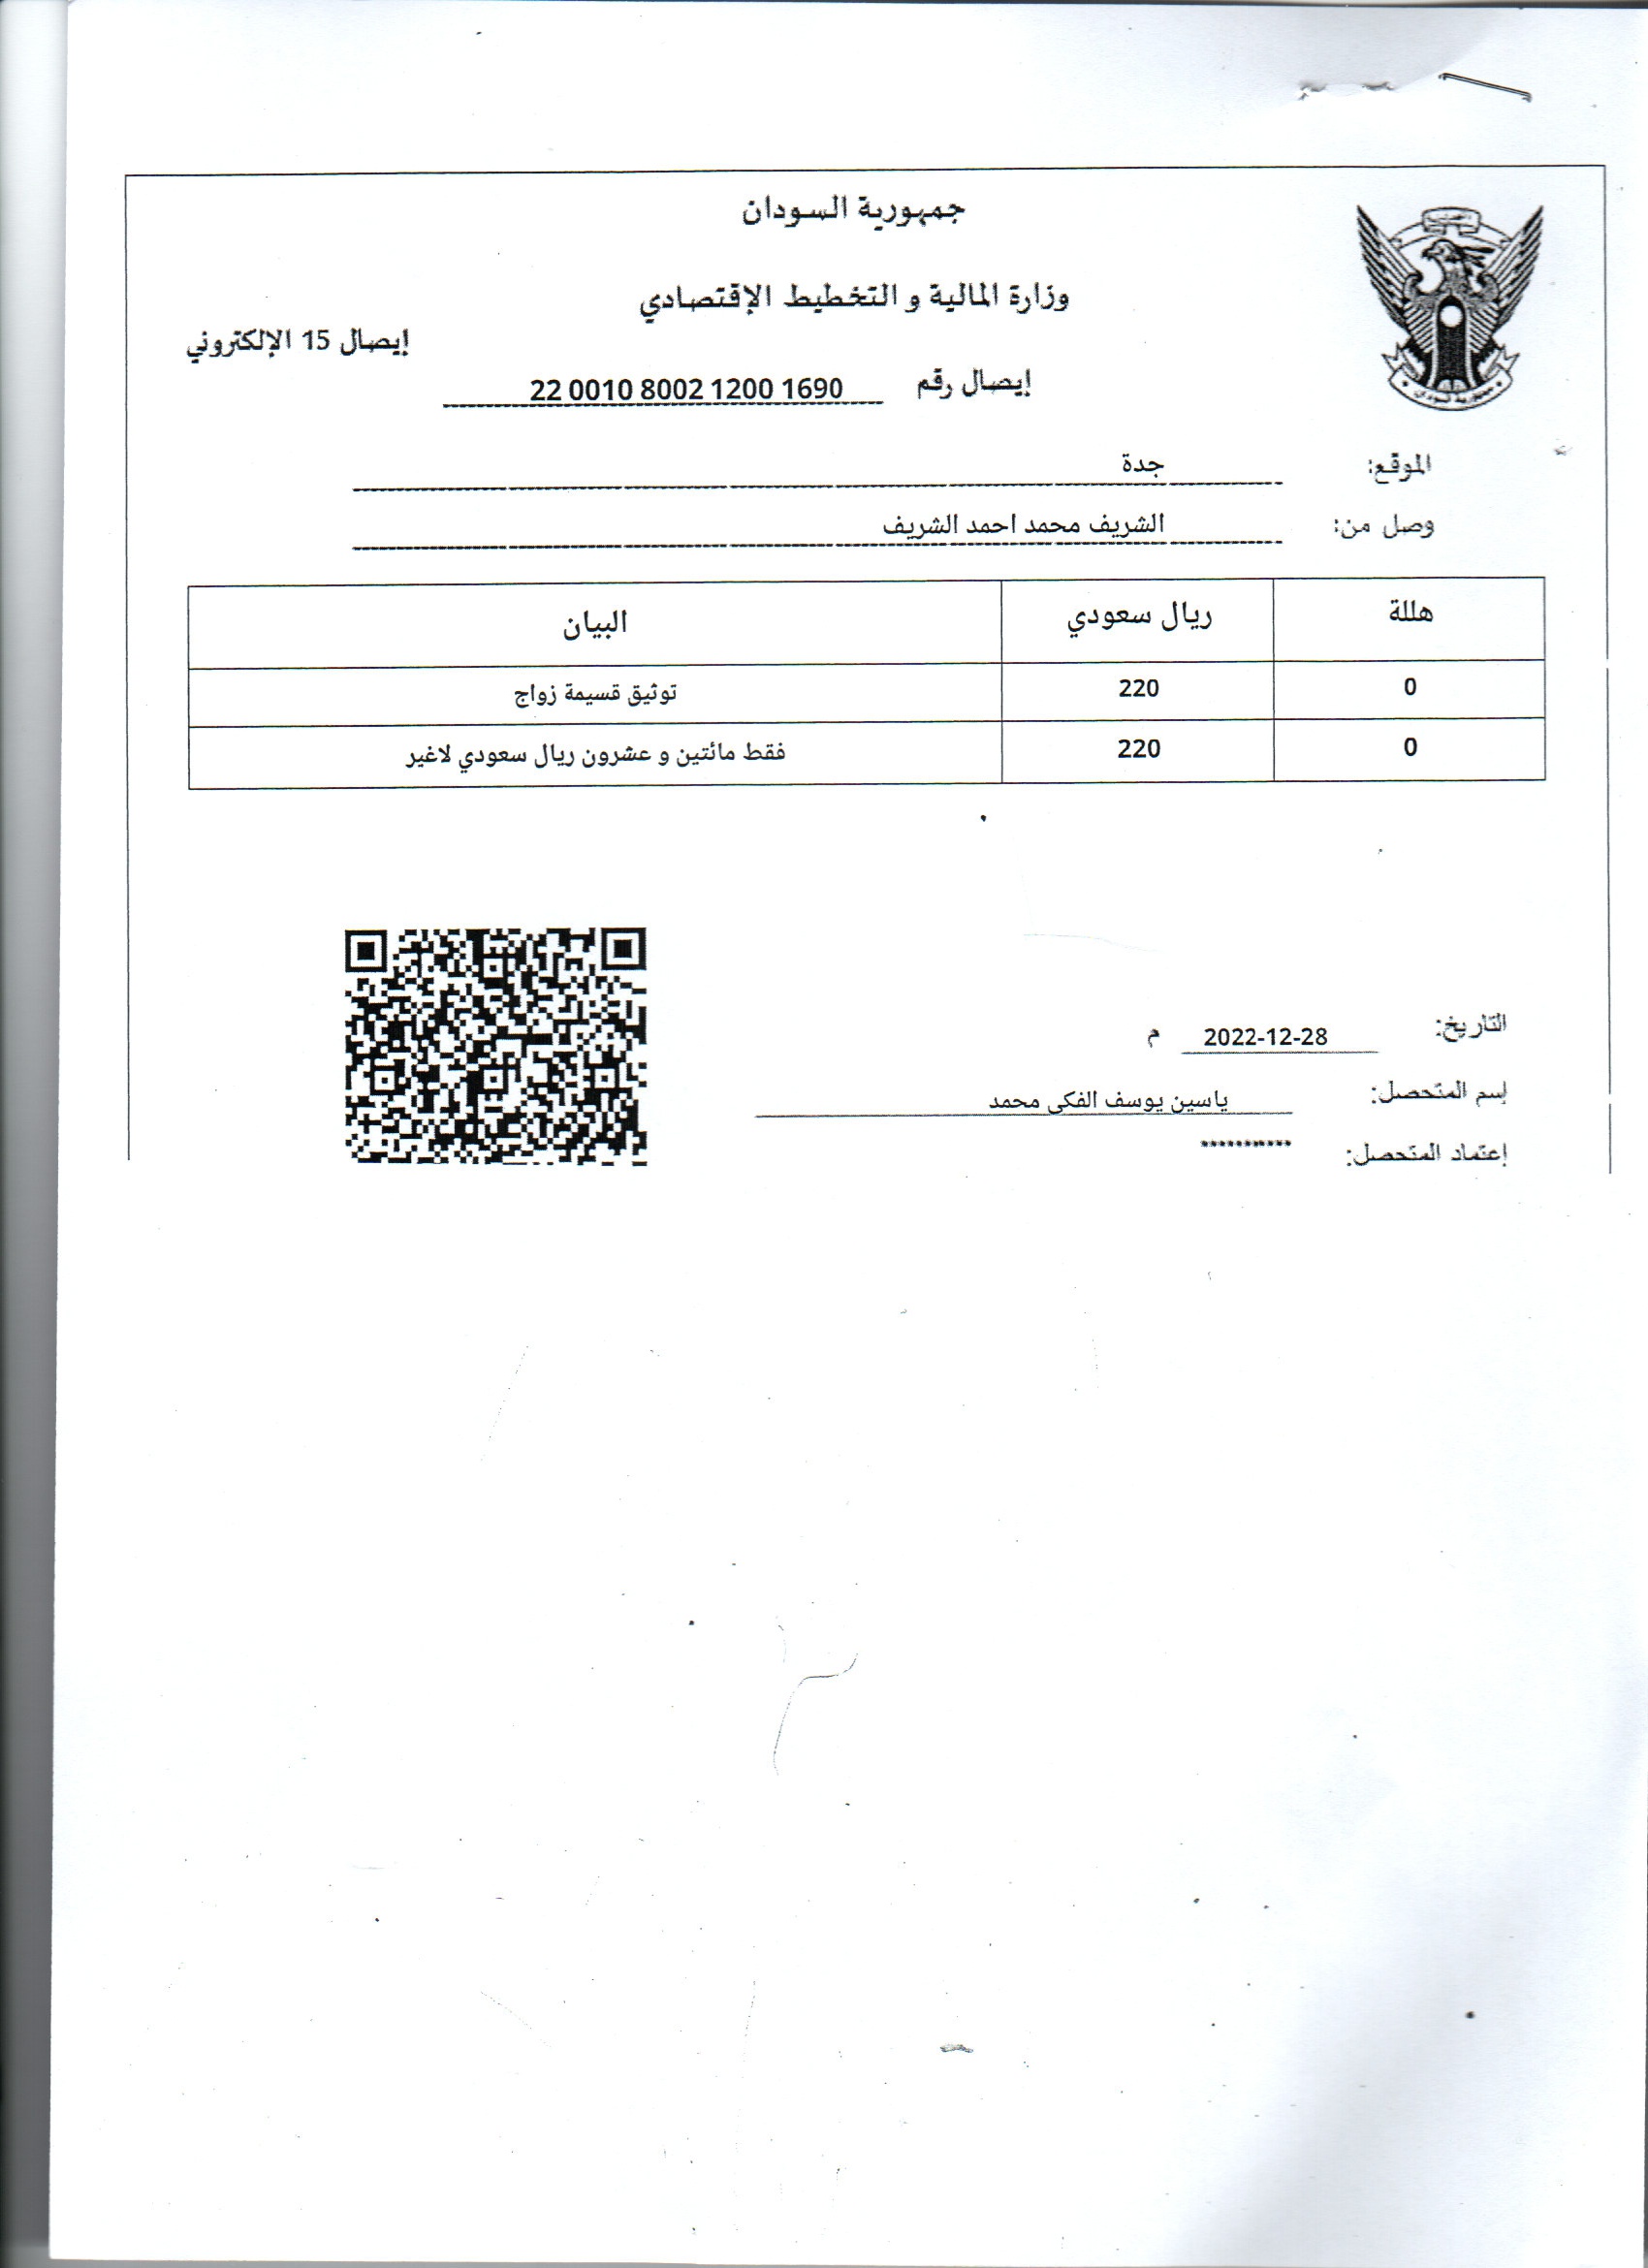 جمهورية السودان
وزارة المالية و التخطيط الإقتصادي
إيصال 15 الإلكتروني
إيصال رقم 22 0010 8002 1200 1690
الموقع: جدة
وصل من: الشريف محمد احمد الشريف
هللة ريال سعودي البيان
0 220 توثيق قسيمة زواج
0 220 فقط مائتين و عشرون ريال سعودي لاغير
التاريخ: 2022-12-28 م
إسم المتحصل: ياسين يوسف الفكى محمد
إعتماد المتحصل: ***********